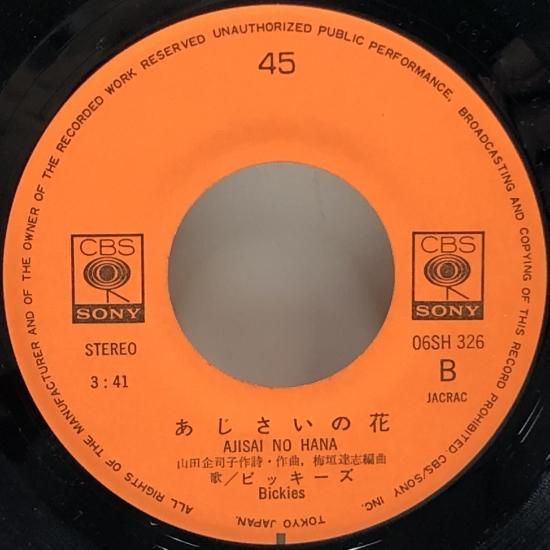 ALL RIGHTS OF THE MANUFACTURER AND OF THE OWNER OF THE RECORDED WORK RESERVED UNAUTHORIZED PUBLIC PERFORMANCE, BROADCASTING AND COPYING OF THIS RECORD PROHIBITED·CBS/SONY INC.
TOKYO JAPAN.
45
CBS
SONY
CBS
SONY
STEREO
3:41
06SH 326
B
JACRAC
あじさいの花
AJISAI NO HANA
山田企司子作詩・作曲, 梅垣達志編曲
歌/ビッキーズ
Bickies